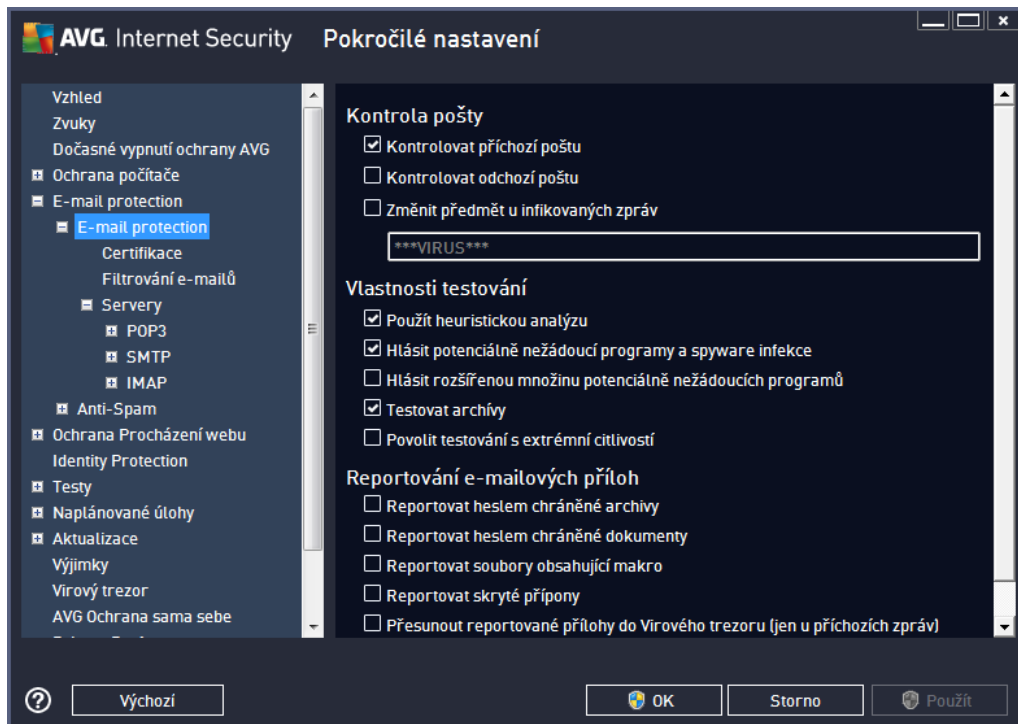 AVG. Internet Security Pokročilé nastavení
Vzhled
Zvuky
Dočasné vypnutí ochrany AVG
Ochrana počítače
E-mail protection
E-mail protection
Certifikace
Filtrování e-mailů
Servery
POP3
SMTP
IMAP
Anti-Spam
Ochrana Procházení webu
Identity Protection
Testy
Naplánované úlohy
Aktualizace
Výjimky
Virový trezor
AVG Ochrana sama sebe
Kontrola pošty
Kontrolovat příchozí poštu
Kontrolovat odchozí poštu
Změnit předmět u infikovaných zpráv
***VIRUS***
Vlastnosti testování
Použít heuristickou analýzu
Hlásit potenciálně nežádoucí programy a spyware infekce
Hlásit rozšířenou množinu potenciálně nežádoucích programů
Testovat archívy
Povolit testování s extrémní citlivostí
Reportování e-mailových příloh
Reportovat heslem chráněné archivy
Reportovat heslem chráněné dokumenty
Reportovat soubory obsahující makro
Reportovat skryté přípony
Přesunout reportované přílohy do Virového trezoru (jen u příchozích zpráv)
Výchozí
OK
Storno
Použít